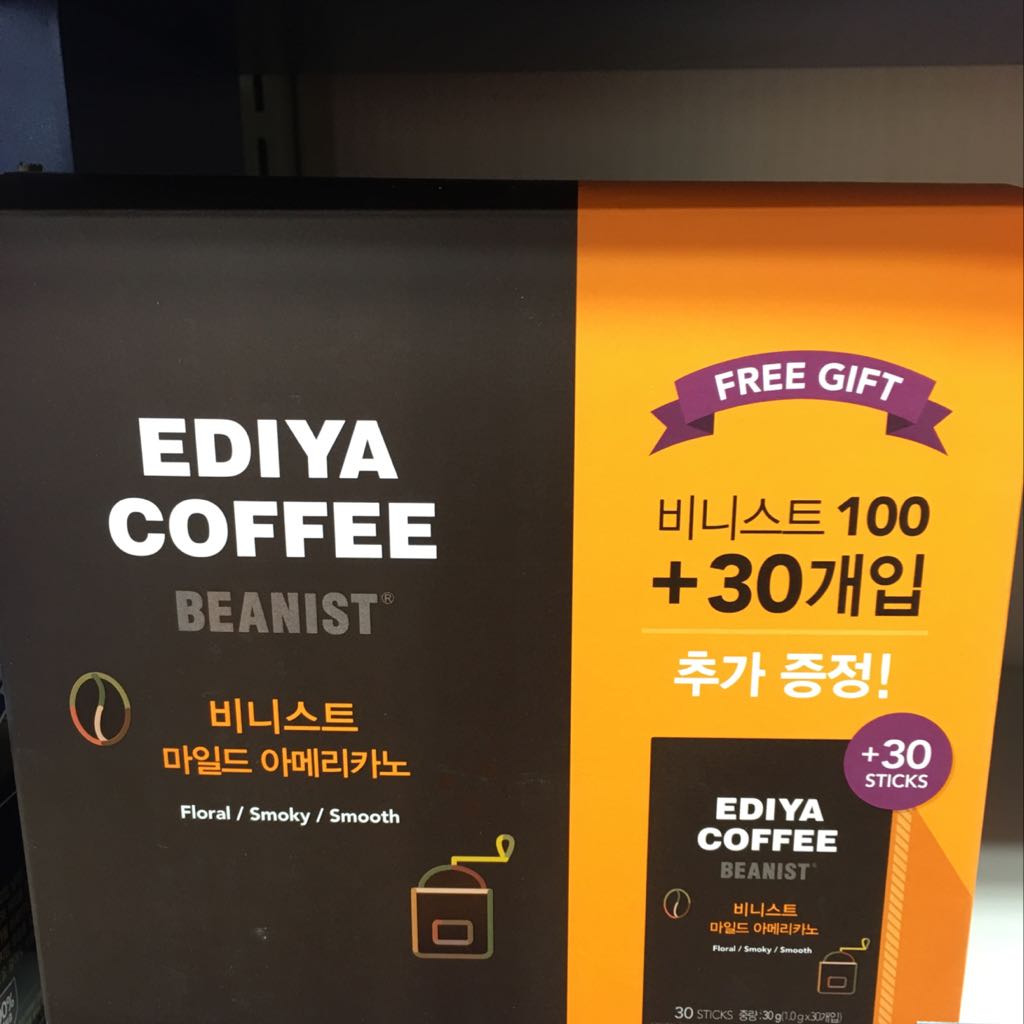 EDIYA
COFFEE
BEANIST®
비니스트
마일드 아메리카노
Floral / Smoky / Smooth
FREE GIFT
비니스트 100
+30개입
추가 증정!
+30
STICKS
EDIYA
COFFEE
BEANIST
비니스트
마일드 아메리카노
Floral / Smoky / Smooth
30 STICKS 중량:30g(1.0g×30개입)